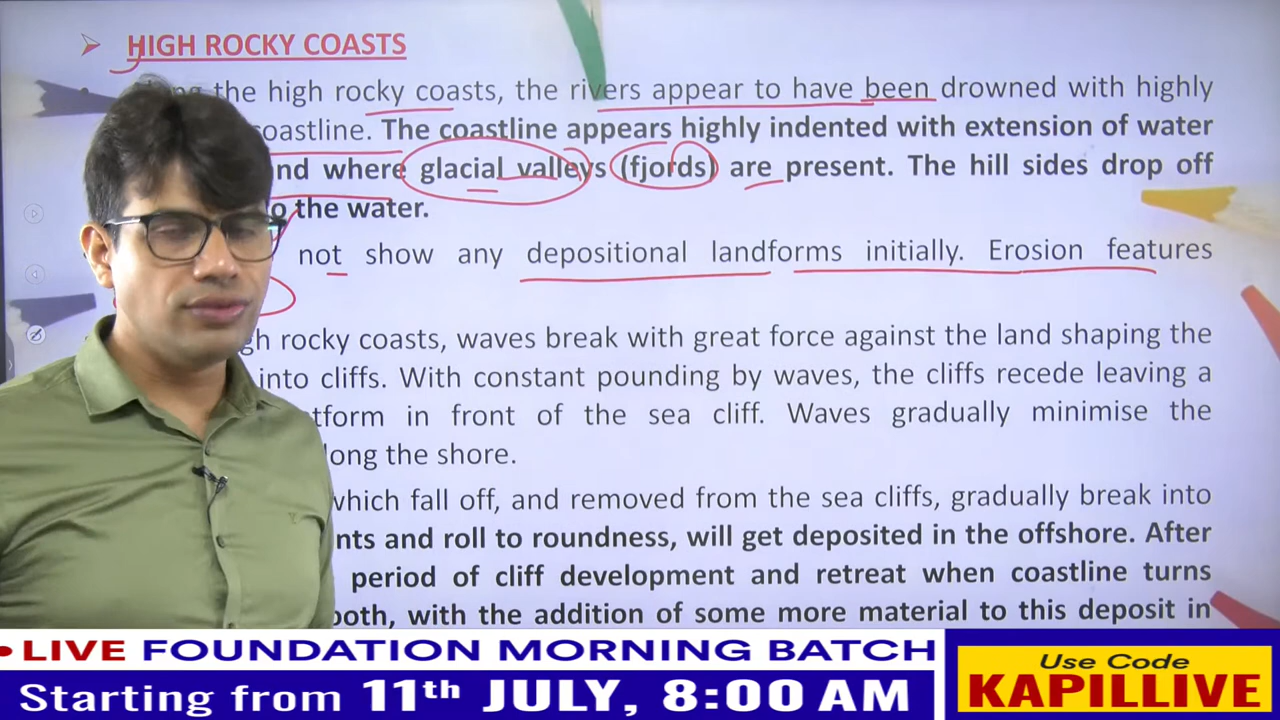 HIGH ROCKY COASTS
the high rocky coasts, the rivers appear to have been drowned with highly
coastline. The coastline appears highly indented with extension of water
where glacial valleys (fjords) are present. The hill sides drop off
the water.
not show any depositional landforms initially. Erosion features
rocky coasts, waves break with great force against the land shaping the
into cliffs. With constant pounding by waves, the cliffs recede leaving a
in front of the sea cliff. Waves gradually minimise the
the shore.
which fall off, and removed from the sea cliffs, gradually break into
and roll to roundness, will get deposited in the offshore. After
period of cliff development and retreat when coastline turns
with the addition of some more material to this deposit in
• LIVE FOUNDATION MORNING BATCH
Starting from 11th JULY, 8:00 AM
Use Code
KAPILLIVE